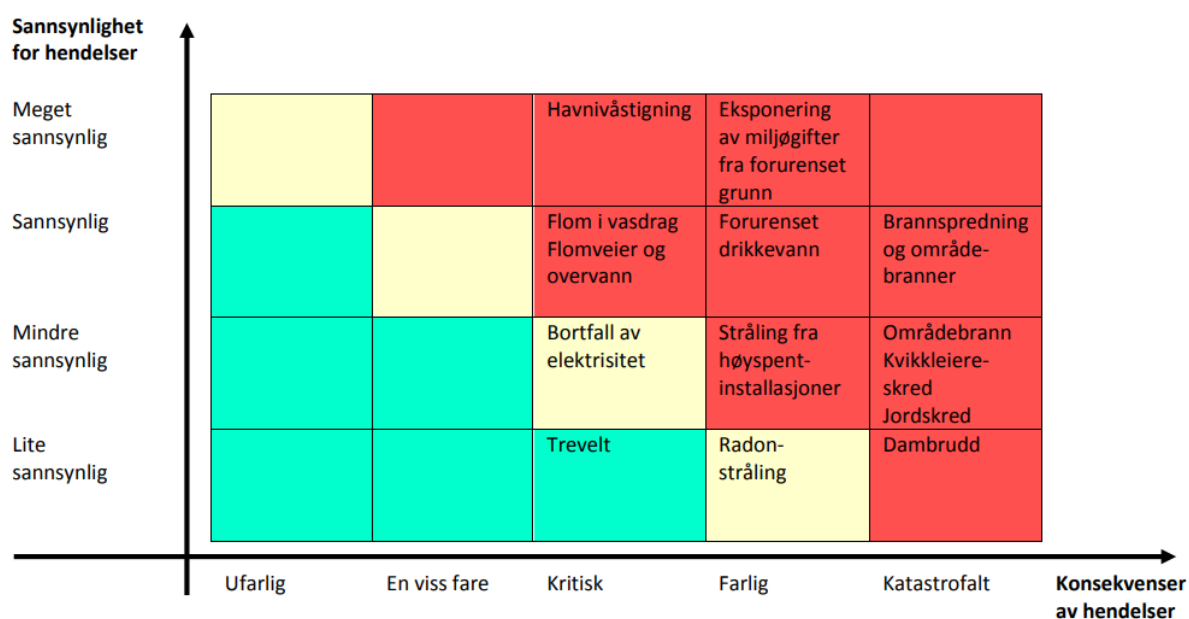 Sannsynlighet
for hendelser
Meget
sannsynlig
Havnivåstigning
Eksponering
av miljøgifter
fra forurenset
grunn
Sannsynlig
Flom i vasdrag
Flomveier og
overvann
Forurenset
drikkevann
Brannspredning
og område-
branner
Mindre
sannsynlig
Bortfall av
elektrisitet
Stråling fra
høyspent-
installasjoner
Områdebrann
Kvikkleiere-
skred
Jordskred
Lite
sannsynlig
Trevelt
Radon-
stråling
Dambrudd
Ufarlig
En viss fare
Kritisk
Farlig
Katastrofalt
Konsekvenser
av hendelser